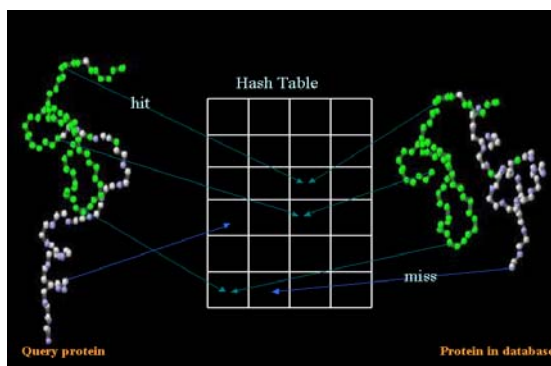 Hash Table
hit
miss
Query protein
Protein in database